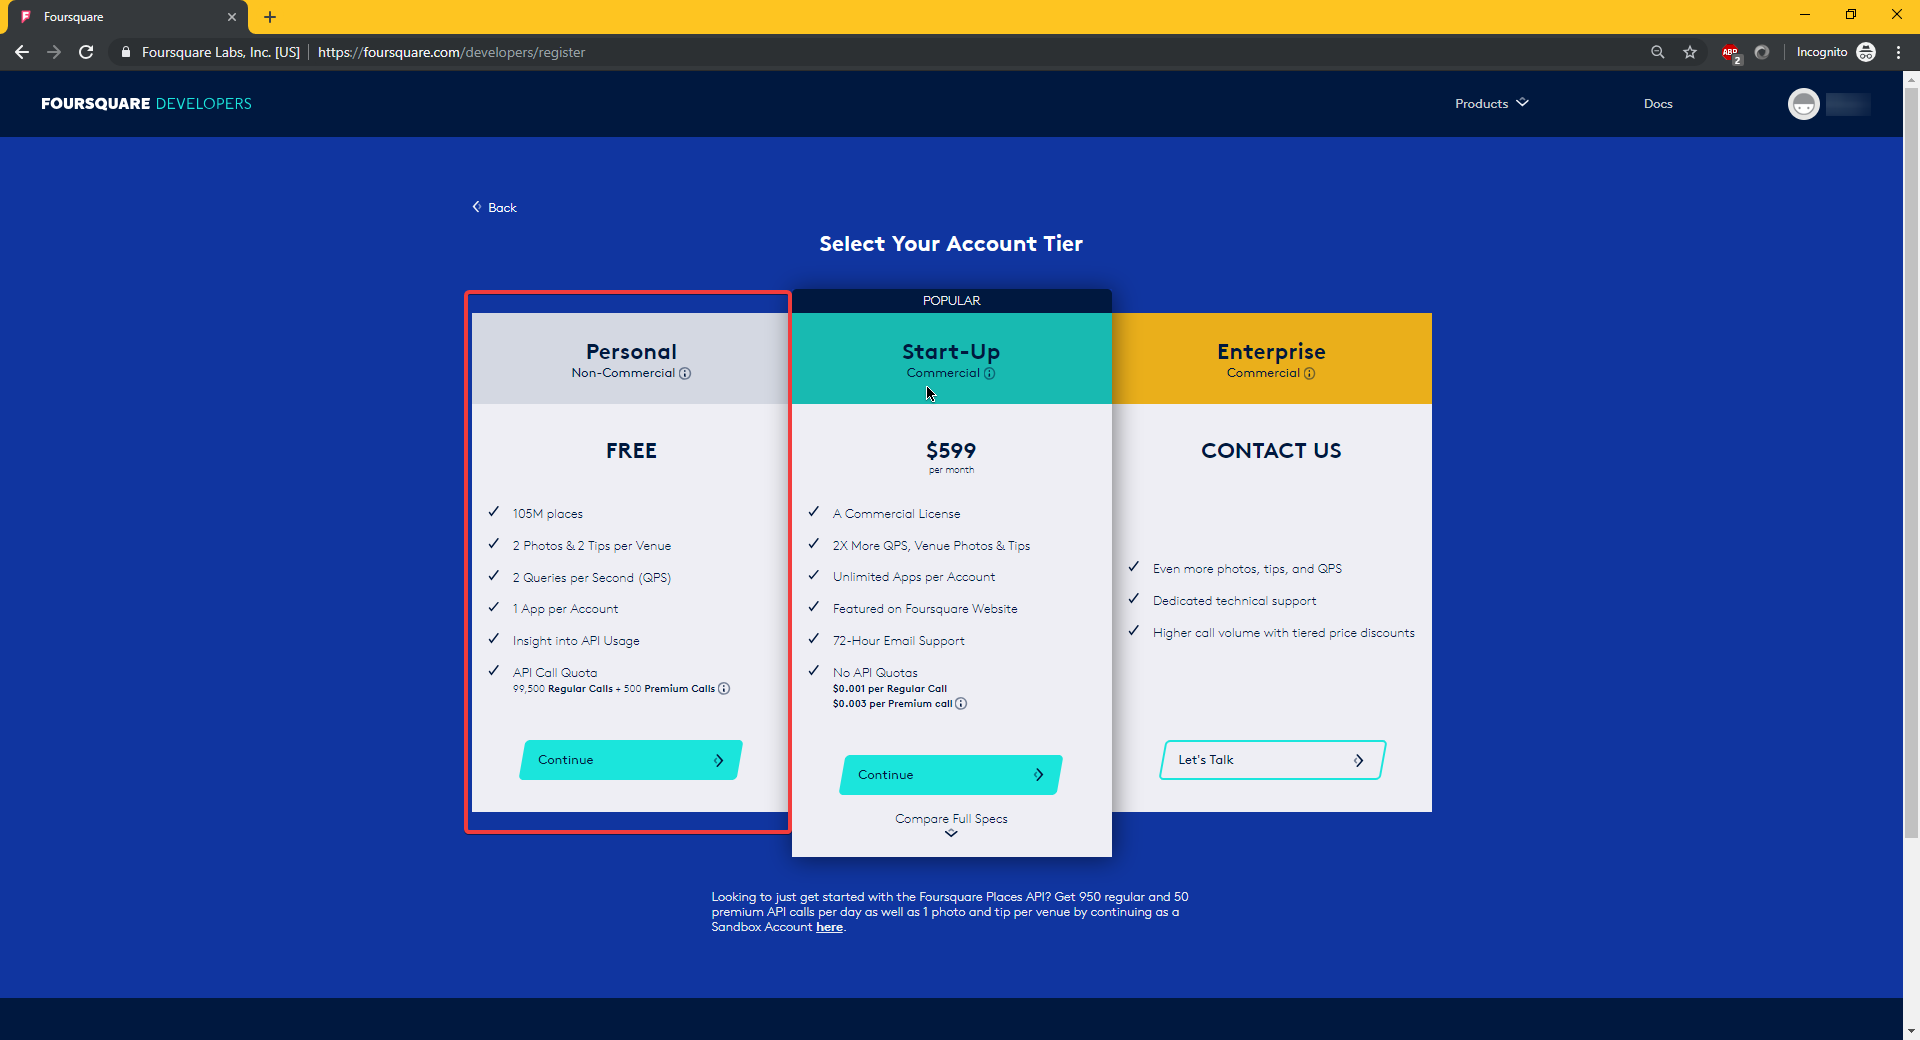 Foursquare
Foursquare Labs, Inc. [US] | https://foursquare.com/developers/register
ABP
2
Incognito
FOURSQUARE DEVELOPERS
Products
Docs
Back
Select Your Account Tier
Personal
Non-Commercial
FREE
105M places
2 Photos & 2 Tips per Venue
2 Queries per Second (QPS)
1 App per Account
Insight into API Usage
API Call Quota
99,500 Regular Calls + 500 Premium Calls
Continue
POPULAR
Start-Up
Commercial
$599
per month
A Commercial License
2X More QPS, Venue Photos & Tips
Unlimited Apps per Account
Featured on Foursquare Website
72-Hour Email Support
No API Quotas
$0.001 per Regular Call
$0.003 per Premium call
Continue
Compare Full Specs
Enterprise
Commercial
CONTACT US
Even more photos, tips, and QPS
Dedicated technical support
Higher call volume with tiered price discounts
Let's Talk
Looking to just get started with the Foursquare Places API? Get 950 regular and 50
premium API calls per day as well as 1 photo and tip per venue by continuing as a
Sandbox Account here.